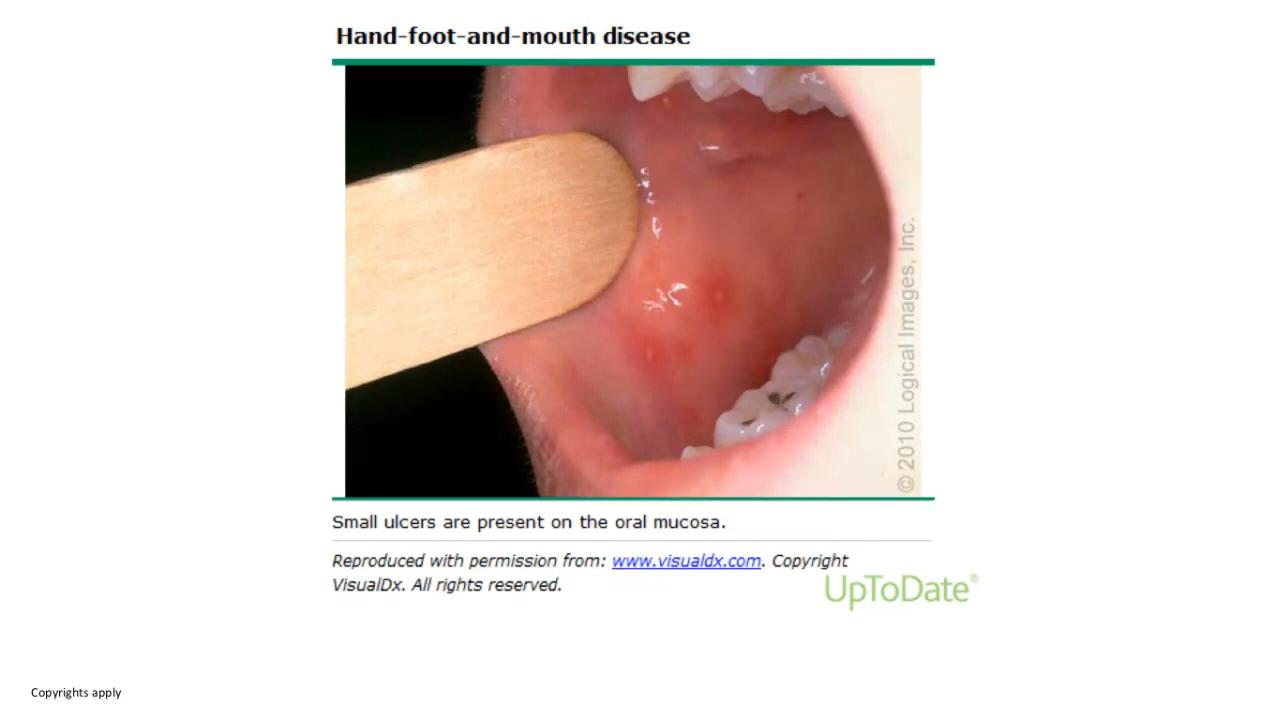 Hand-foot-and-mouth disease
© 2010 Logical Images, Inc.
Small ulcers are present on the oral mucosa.
Reproduced with permission from: www.visualdx.com. Copyright
VisualDx. All rights reserved.
UpToDate®
Copyrights apply